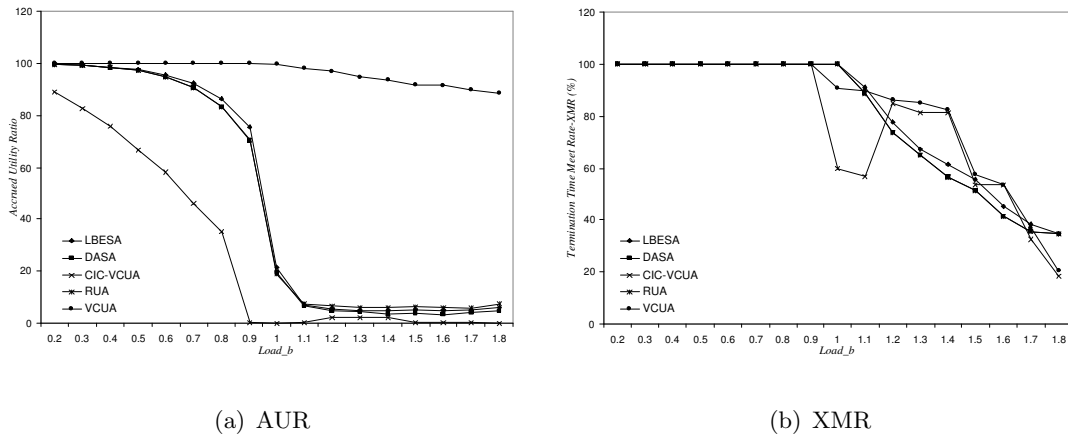 120
100
80
60
40
20
0
Accrued Utility Ratio
LBESA
DASA
CIC-VCUA
RUA
VCUA
0.2 0.3 0.4 0.5 0.6 0.7 0.8 0.9 1 1.1 1.2 1.3 1.4 1.5 1.6 1.7 1.8
Load_b
(a) AUR
120
100
80
60
40
20
0
Termination Time Meet Rate-XMR (%)
LBESA
DASA
CIC-VCUA
RUA
VCUA
0.2 0.3 0.4 0.5 0.6 0.7 0.8 0.9 1 1.1 1.2 1.3 1.4 1.5 1.6 1.7 1.8
Load_b
(b) XMR